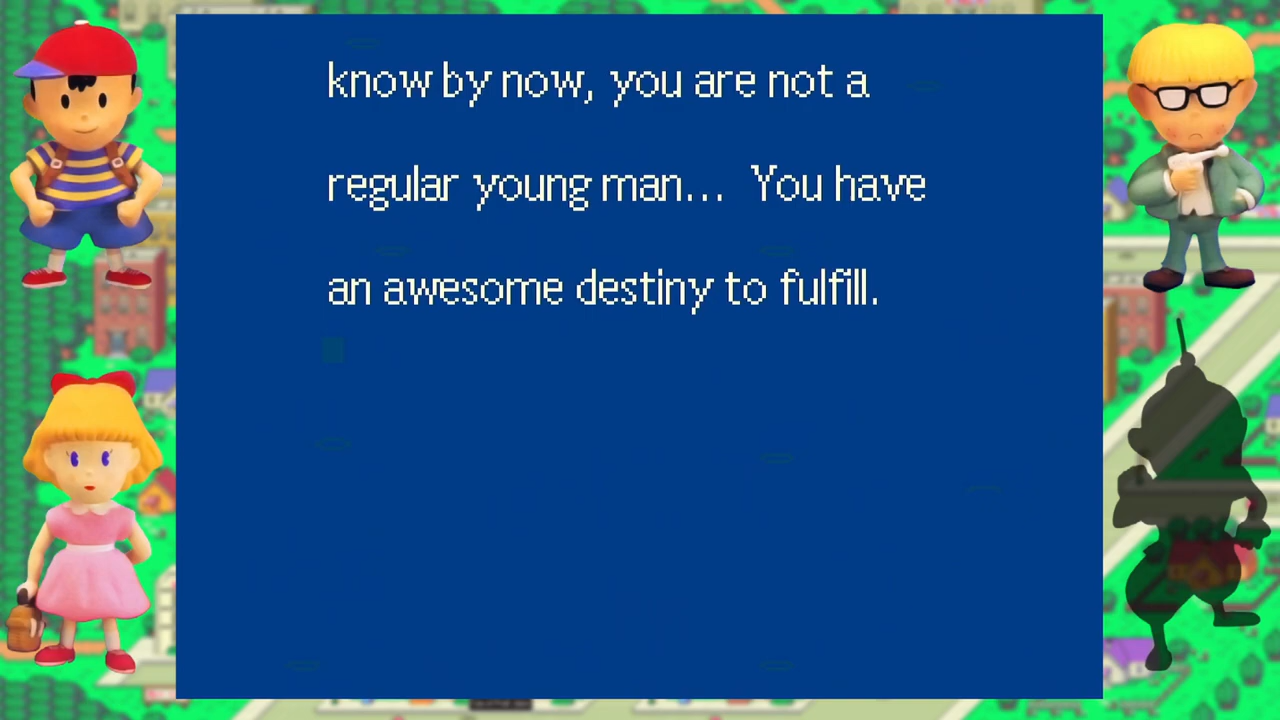 know by now, you are not a
regular young man... You have
an awesome destiny to fulfill.